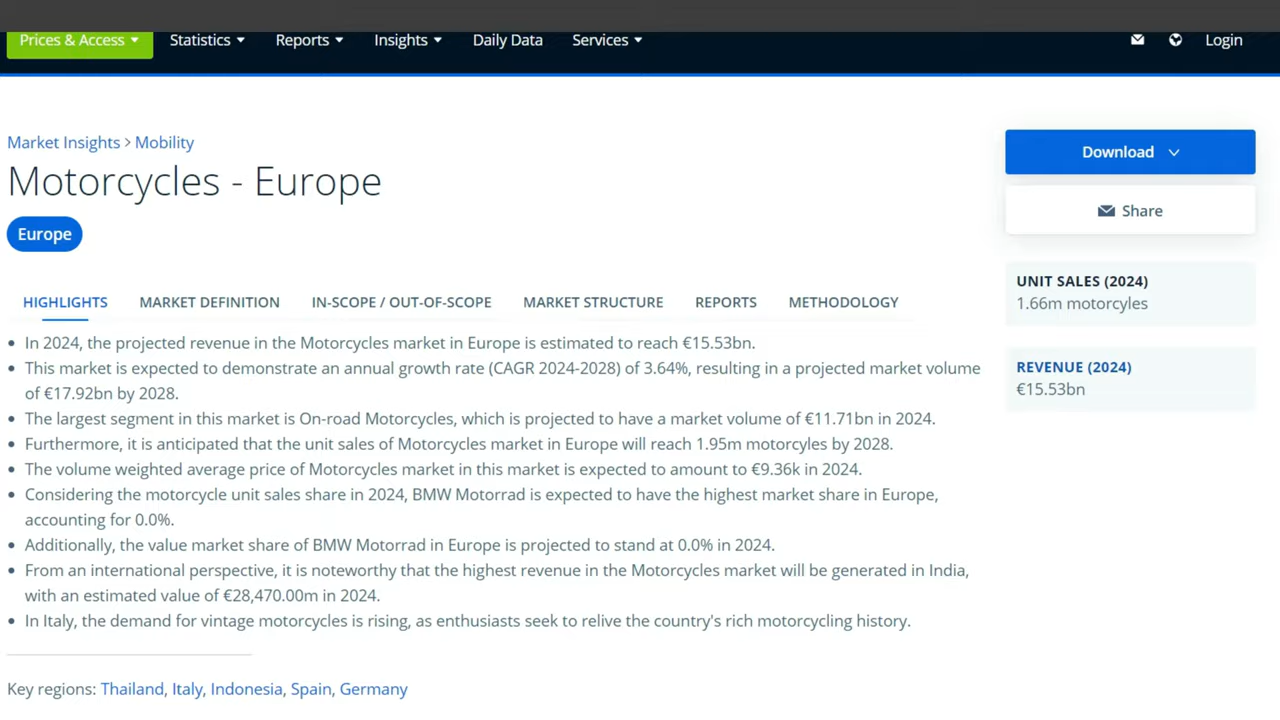 Prices & Access Statistics Reports Insights Daily Data Services Login
Market Insights > Mobility
Motorcycles - Europe
Europe
Download
Share
HIGHLIGHTS MARKET DEFINITION IN-SCOPE / OUT-OF-SCOPE MARKET STRUCTURE REPORTS METHODOLOGY
• In 2024, the projected revenue in the Motorcycles market in Europe is estimated to reach €15.53bn.
• This market is expected to demonstrate an annual growth rate (CAGR 2024-2028) of 3.64%, resulting in a projected market volume
of €17.92bn by 2028.
• The largest segment in this market is On-road Motorcycles, which is projected to have a market volume of €11.71bn in 2024.
• Furthermore, it is anticipated that the unit sales of Motorcycles market in Europe will reach 1.95m motorcyles by 2028.
• The volume weighted average price of Motorcycles market in this market is expected to amount to €9.36k in 2024.
• Considering the motorcycle unit sales share in 2024, BMW Motorrad is expected to have the highest market share in Europe,
accounting for 0.0%.
• Additionally, the value market share of BMW Motorrad in Europe is projected to stand at 0.0% in 2024.
• From an international perspective, it is noteworthy that the highest revenue in the Motorcycles market will be generated in India,
with an estimated value of €28,470.00m in 2024.
• In Italy, the demand for vintage motorcycles is rising, as enthusiasts seek to relive the country's rich motorcycling history.
Key regions: Thailand, Italy, Indonesia, Spain, Germany
UNIT SALES (2024)
1.66m motorcyles
REVENUE (2024)
€15.53bn